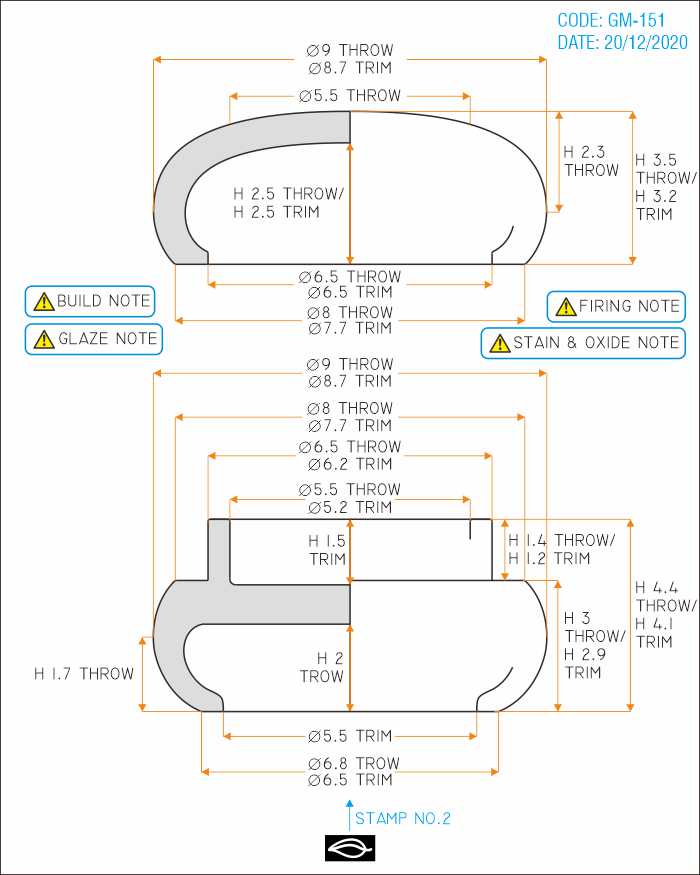 CODE: GM-151
DATE: 20/12/2020
Ø9 THROW
Ø8.7 TRIM
Ø5.5 THROW
H 2.3
THROW
H 3.5
THROW/
H 3.2
TRIM
H 2.5 THROW/
H 2.5 TRIM
Ø6.5 THROW
Ø6.5 TRIM
Ø8 THROW
Ø7.7 TRIM
BUILD NOTE
GLAZE NOTE
FIRING NOTE
STAIN & OXIDE NOTE
Ø9 THROW
Ø8.7 TRIM
Ø8 THROW
Ø7.7 TRIM
Ø6.5 THROW
Ø6.2 TRIM
Ø5.5 THROW
Ø5.2 TRIM
H 1.5
TRIM
H 1.4 THROW/
H 1.2 TRIM
H 4.4
THROW/
H 4.1
TRIM
H 3
THROW/
H 2.9
TRIM
H 1.7 THROW
H 2
TROW
Ø5.5 TRIM
Ø6.8 TROW
Ø6.5 TRIM
STAMP NO.2